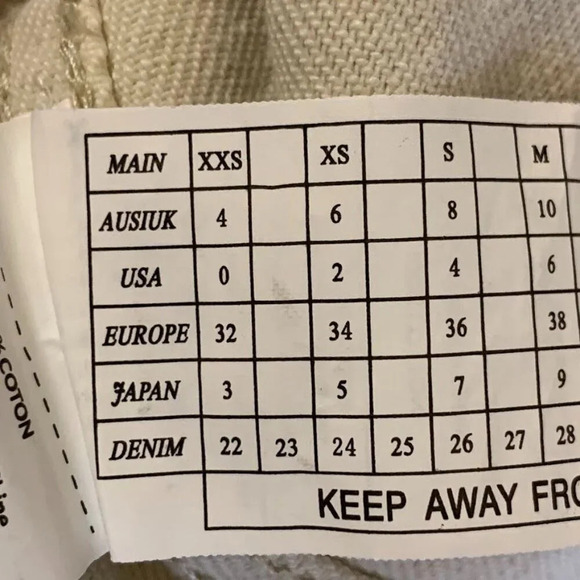 MAIN XXS XS S M
AUSIUK 4 6 8 10
USA 0 2 4 6
EUROPE 32 34 36 38
JAPAN 3 5 7 9
DENIM 22 23 24 25 26 27 28
KEEP AWAY FRO
COTON